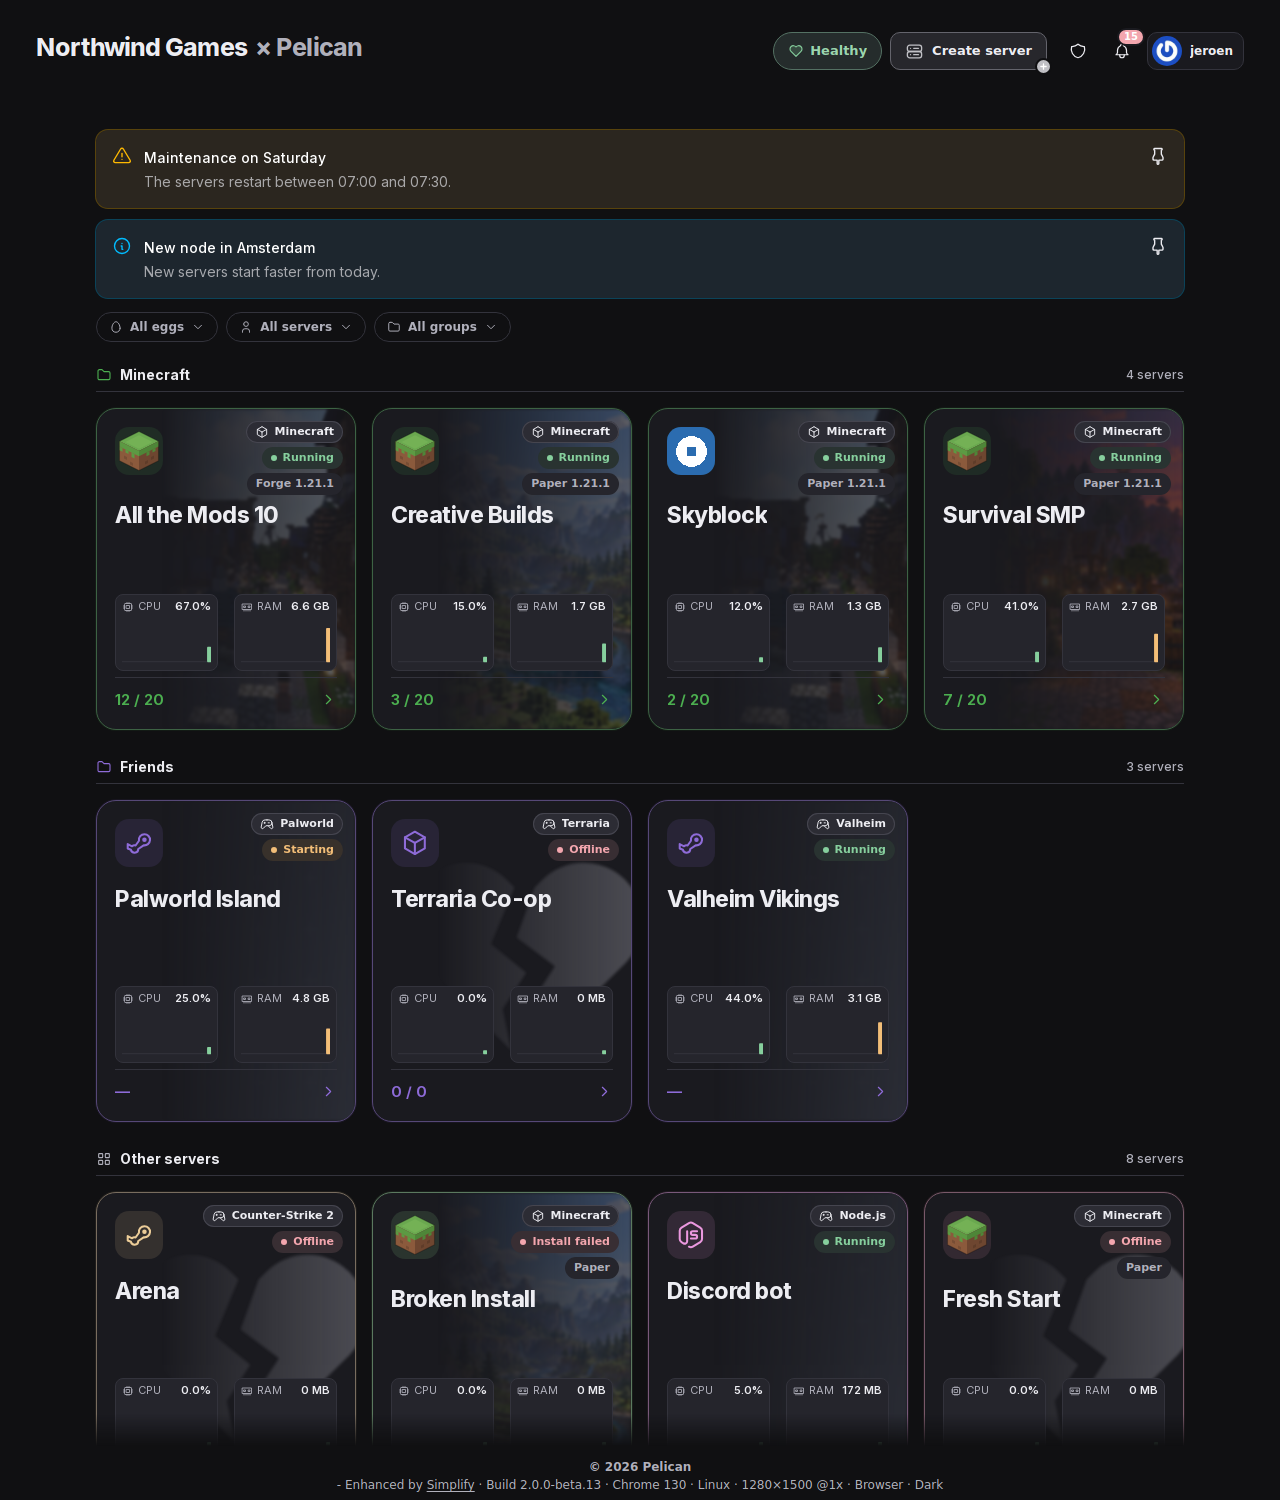 Northwind Games × Pelican
Healthy
Create server
15
jeroen
Maintenance on Saturday
The servers restart between 07:00 and 07:30.
New node in Amsterdam
New servers start faster from today.
All eggs
All servers
All groups
Minecraft
4 servers
Minecraft
Running
Forge 1.21.1
All the Mods 10
CPU 67.0%
RAM 6.6 GB
12 / 20
Minecraft
Running
Paper 1.21.1
Creative Builds
CPU 15.0%
RAM 1.7 GB
3 / 20
Minecraft
Running
Paper 1.21.1
Skyblock
CPU 12.0%
RAM 1.3 GB
2 / 20
Minecraft
Running
Paper 1.21.1
Survival SMP
CPU 41.0%
RAM 2.7 GB
7 / 20
Friends
3 servers
Palworld
Starting
Palworld Island
CPU 25.0%
RAM 4.8 GB
—
Terraria
Offline
Terraria Co-op
CPU 0.0%
RAM 0 MB
0 / 0
Valheim
Running
Valheim Vikings
CPU 44.0%
RAM 3.1 GB
—
Other servers
8 servers
Counter-Strike 2
Offline
Arena
CPU 0.0%
RAM 0 MB
Minecraft
Install failed
Paper
Broken Install
CPU 0.0%
RAM 0 MB
Node.js
Running
Discord bot
CPU 5.0%
RAM 172 MB
Minecraft
Offline
Paper
Fresh Start
CPU 0.0%
RAM 0 MB
© 2026 Pelican
- Enhanced by Simplify · Build 2.0.0-beta.13 · Chrome 130 · Linux · 1280×1500 @1x · Browser · Dark